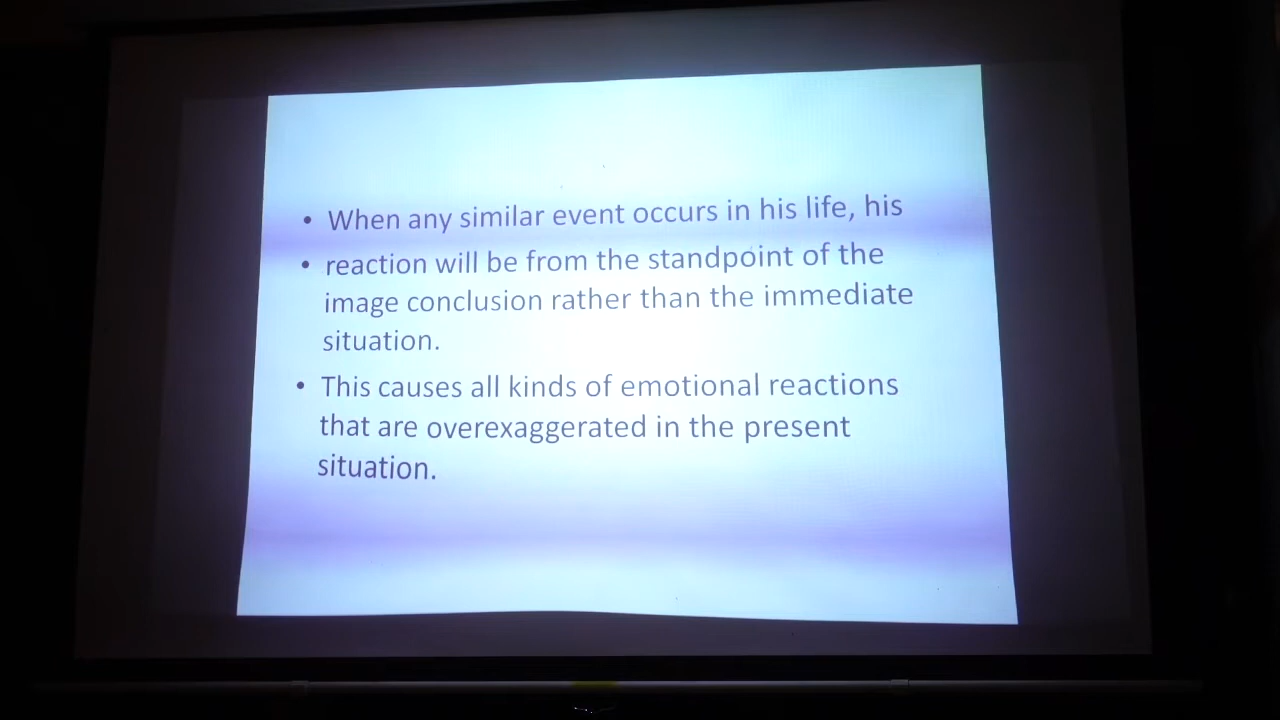 • When any similar event occurs in his life, his
• reaction will be from the standpoint of the
image conclusion rather than the immediate
situation.
• This causes all kinds of emotional reactions
that are overexaggerated in the present
situation.